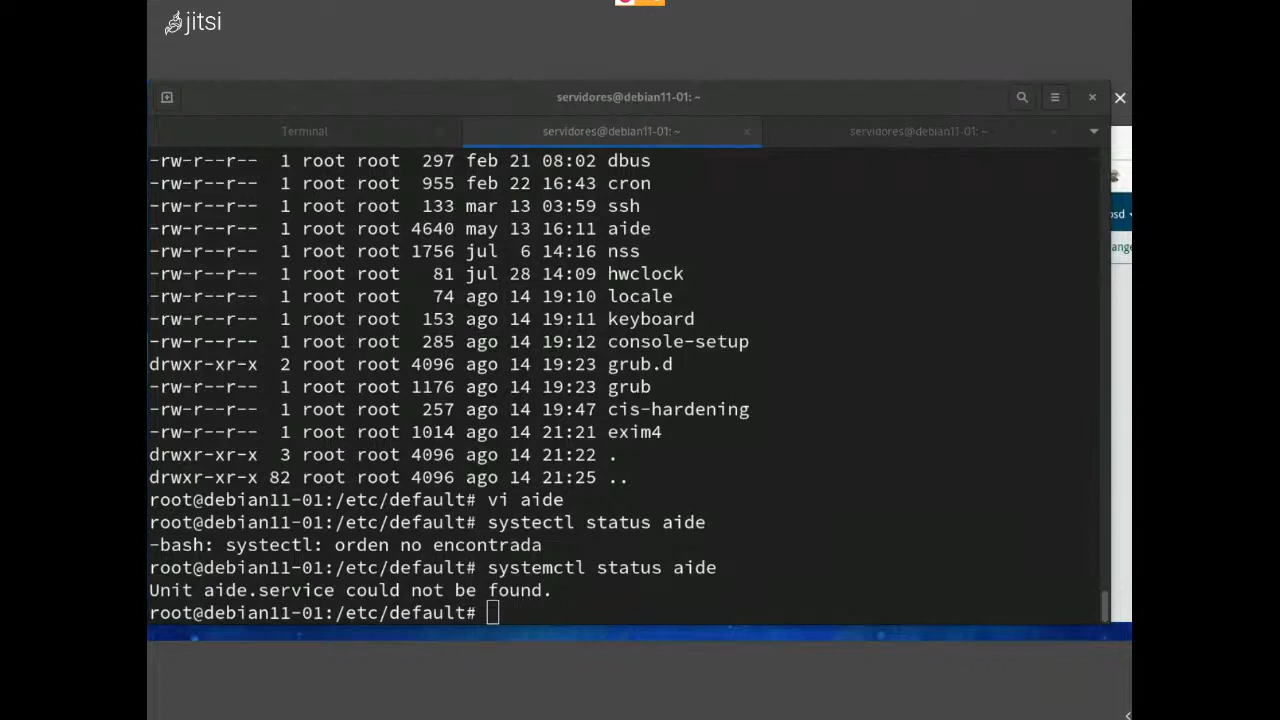 jitsi
servidores@debian11-01: ~
Terminal
servidores@debian11-01: ~
servidores@debian11-01: ~
-rw-r--r-- 1 root root 297 feb 21 08:02 dbus
-rw-r--r-- 1 root root 955 feb 22 16:43 cron
-rw-r--r-- 1 root root 133 mar 13 03:59 ssh
-rw-r--r-- 1 root root 4640 may 13 16:11 aide
-rw-r--r-- 1 root root 1756 jul 6 14:16 nss
-rw-r--r-- 1 root root 81 jul 28 14:09 hwclock
-rw-r--r-- 1 root root 74 ago 14 19:10 locale
-rw-r--r-- 1 root root 153 ago 14 19:11 keyboard
-rw-r--r-- 1 root root 285 ago 14 19:12 console-setup
drwxr-xr-x 2 root root 4096 ago 14 19:23 grub.d
-rw-r--r-- 1 root root 1176 ago 14 19:23 grub
-rw-r--r-- 1 root root 257 ago 14 19:47 cis-hardening
-rw-r--r-- 1 root root 1014 ago 14 21:21 exim4
drwxr-xr-x 3 root root 4096 ago 14 21:22 .
drwxr-xr-x 82 root root 4096 ago 14 21:25 ..
root@debian11-01:/etc/default# vi aide
root@debian11-01:/etc/default# systectl status aide
-bash: systectl: orden no encontrada
root@debian11-01:/etc/default# systemctl status aide
Unit aide.service could not be found.
root@debian11-01:/etc/default#